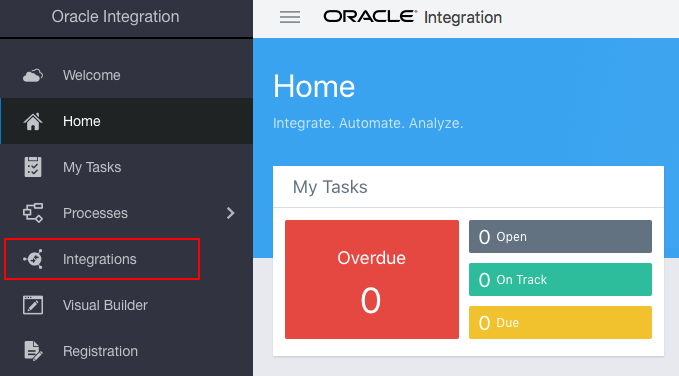 Oracle Integration
Welcome
Home
My Tasks
Processes
Integrations
Visual Builder
Registration
ORACLE® Integration
Home
Integrate. Automate. Analyze.
My Tasks
Overdue
0
0 Open
0 On Track
0 Due